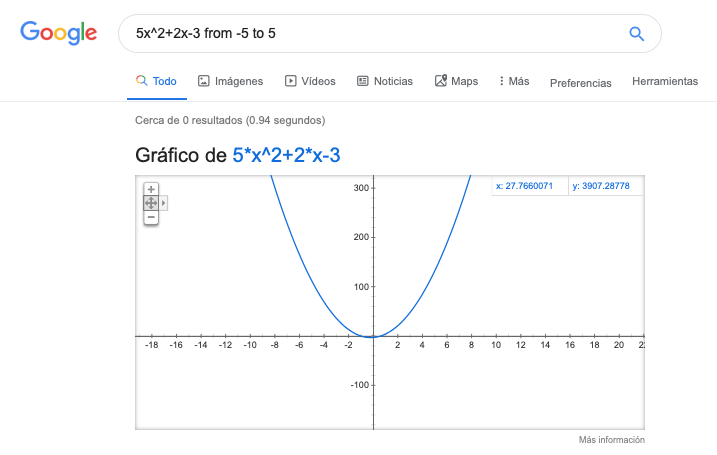 Google
5x^2+2x-3 from -5 to 5
Todo Imágenes Vídeos Noticias Maps Más Preferencias Herramientas
Cerca de 0 resultados (0.94 segundos)
Gráfico de 5*x^2+2*x-3
x: 27.7660071 y: 3907.28778
300
200
100
-18 -16 -14 -12 -10 -8 -6 -4 -2 2 4 6 8 10 12 14 16 18 20 2
-100
Más información